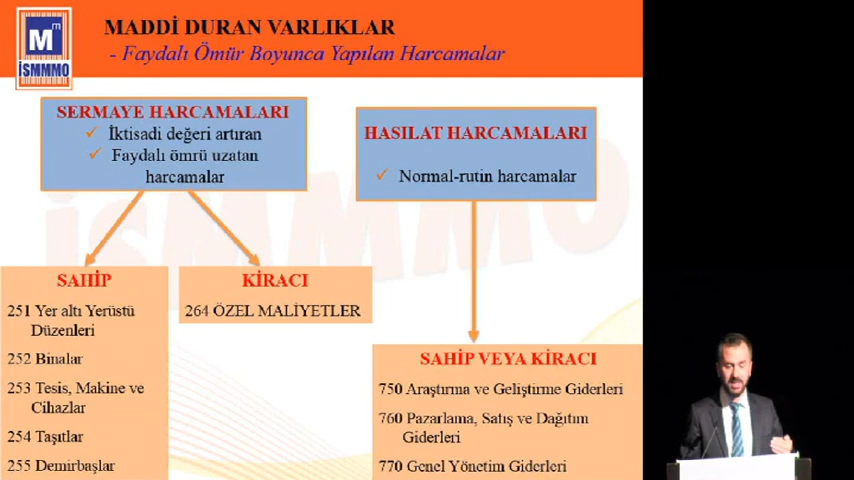 M m
İSMMMO
MADDİ DURAN VARLIKLAR
- Faydalı Ömür Boyunca Yapılan Harcamalar
SERMAYE HARCAMALARI
✓ İktisadi değeri artıran
✓ Faydalı ömrü uzatan
harcamalar
HASILAT HARCAMALARI
✓ Normal-rutin harcamalar
SAHİP
251 Yer altı Yerüstü
Düzenleri
252 Binalar
253 Tesis, Makine ve
Cihazlar
254 Taşıtlar
255 Demirbaşlar
KİRACI
264 ÖZEL MALİYETLER
SAHİP VEYA KİRACI
750 Araştırma ve Geliştirme Giderleri
760 Pazarlama, Satış ve Dağıtım
Giderleri
770 Genel Yönetim Giderleri
İSMMMO